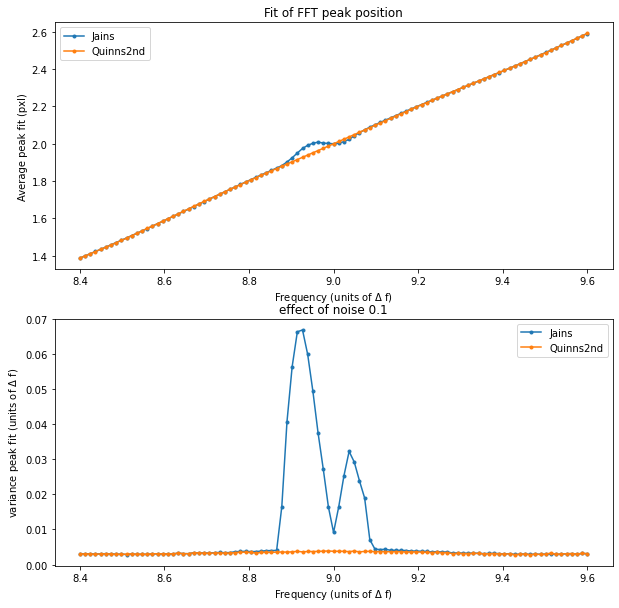 Fit of FFT peak position
Jains
Quinns2nd
Average peak fit (pxl)
2.6
2.4
2.2
2.0
1.8
1.6
1.4
8.4 8.6 8.8 9.0 9.2 9.4 9.6
Frequency (units of Δ f)
effect of noise 0.1
Jains
Quinns2nd
variance peak fit (units of Δ f)
0.07
0.06
0.05
0.04
0.03
0.02
0.01
0.00
8.4 8.6 8.8 9.0 9.2 9.4 9.6
Frequency (units of Δ f)